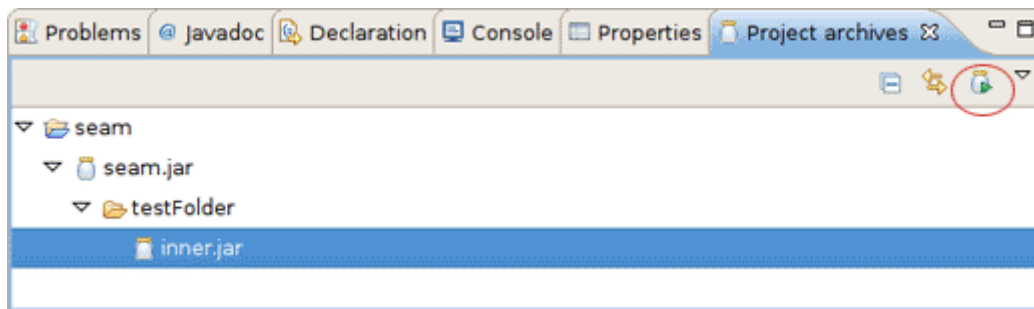 Problems @ Javadoc Declaration Console Properties Project archives
seam
seam.jar
testFolder
inner.jar